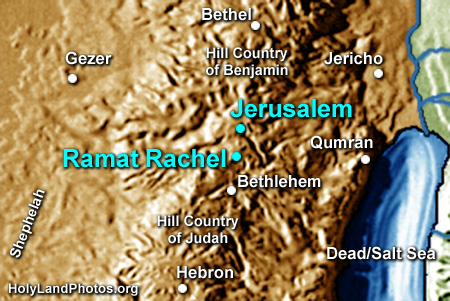 Bethel
Gezer
Hill Country
of Benjamin
Jericho
Jerusalem
Qumran
Ramat Rachel
Bethlehem
Shephelah
Hill Country
of Judah
Dead/Salt Sea
Hebron
HolyLandPhotos.org